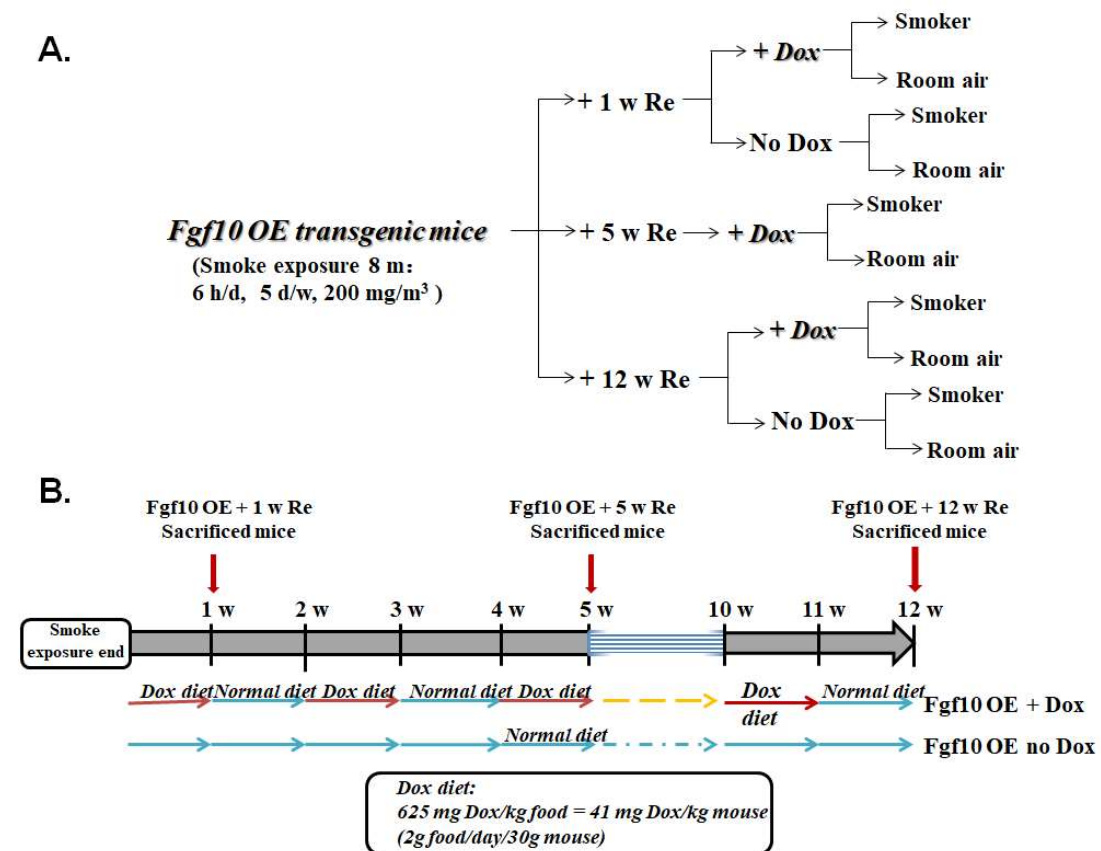 A.
Smoker
+ Dox
Room air
+ 1 w Re
Smoker
No Dox
Room air
Smoker
Fgf10 OE transgenic mice
+ 5 w Re
+ Dox
(Smoke exposure 8 m:
Room air
6 h/d, 5 d/w, 200 mg/m³ )
Smoker
+ Dox
Room air
+ 12 w Re
Smoker
No Dox
Room air
B.
Fgf10 OE + 1 w Re
Sacrificed mice
Fgf10 OE + 5 w Re
Sacrificed mice
Fgf10 OE + 12 w Re
Sacrificed mice
1 w 2 w 3 w 4 w 5 w 10 w 11 w 12 w
Smoke
exposure end
Dox diet Normal diet Dox diet Normal diet Dox diet
Dox
diet
Normal diet
Fgf10 OE + Dox
Normal diet
Fgf10 OE no Dox
Dox diet:
625 mg Dox/kg food = 41 mg Dox/kg mouse
(2g food/day/30g mouse)